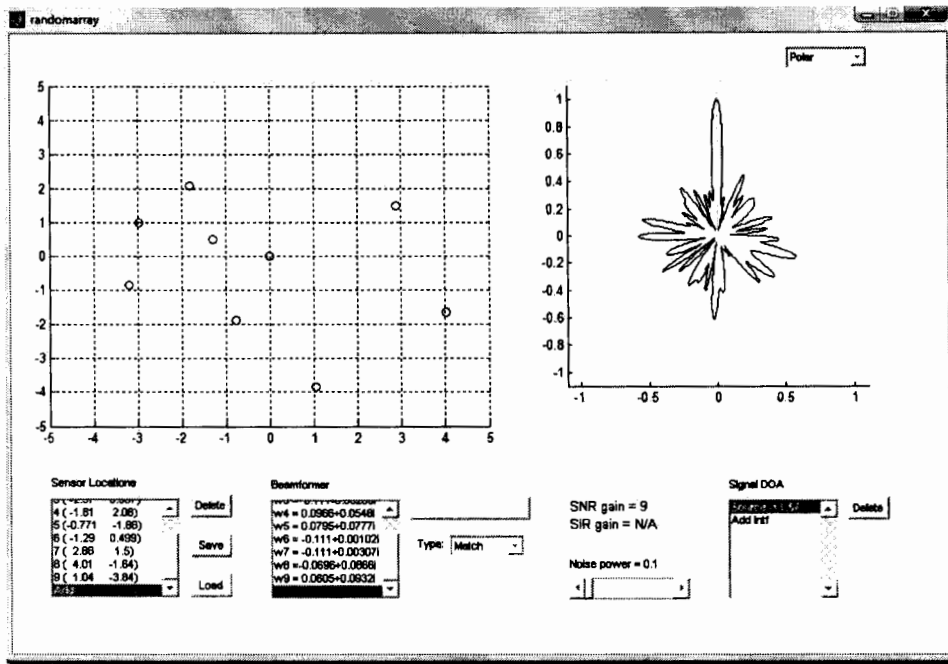 randomarray
Polar
5
4
3
2
1
0
-1
-2
-3
-4
-5
-5 -4 -3 -2 -1 0 1 2 3 4 5
1
0.8
0.6
0.4
0.2
0
-0.2
-0.4
-0.6
-0.8
-1
-1 -0.5 0 0.5 1
Sensor Locations
4 ( -1.81 2.08)
5 (-0.771 -1.88)
6 ( -1.29 0.499)
7 ( 2.86 1.5)
8 ( 4.01 -1.64)
9 ( 1.04 -3.84)
Add
Delete
Save
Load
Beamformer
w4 = 0.0966+0.0548i
w5 = 0.0795+0.0777i
w6 = -0.111+0.00102i
w7 = -0.111+0.00307i
w8 = -0.0696+0.0866i
w9 = 0.0605+0.0932i
Type: Match
SNR gain = 9
SIR gain = N/A
Noise power = 0.1
Signal DOA
Add Intf
Delete